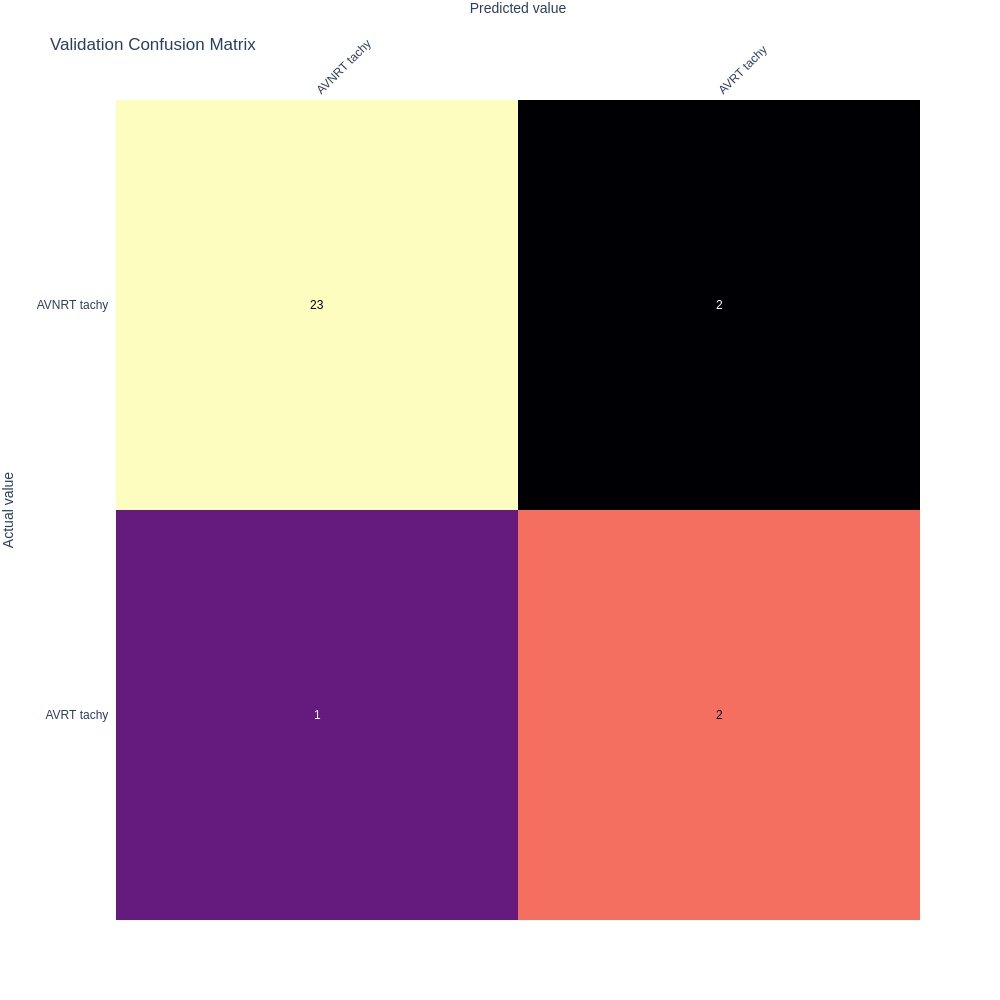 Predicted value
Validation Confusion Matrix
AVNRT tachy
AVRT tachy
AVNRT tachy
23
2
Actual value
AVRT tachy
1
2